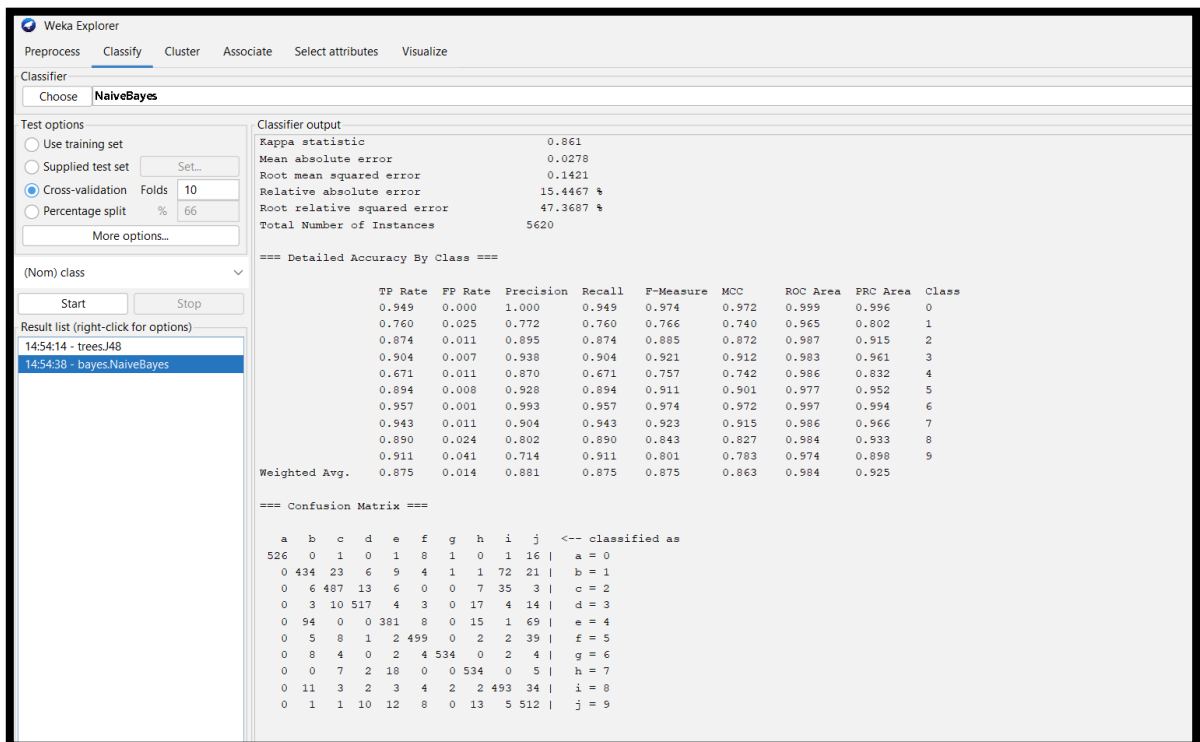 Weka Explorer
Preprocess Classify Cluster Associate Select attributes Visualize
Classifier
Choose NaiveBayes
Test options
Use training set
Supplied test set Set...
Cross-validation Folds 10
Percentage split % 66
More options...
(Nom) class
Start Stop
Result list (right-click for options)
14:54:14 - trees.J48
14:54:38 - bayes.NaiveBayes
Classifier output
Kappa statistic 0.861
Mean absolute error 0.0278
Root mean squared error 0.1421
Relative absolute error 15.4467 %
Root relative squared error 47.3687 %
Total Number of Instances 5620
=== Detailed Accuracy By Class ===
TP Rate FP Rate Precision Recall F-Measure MCC ROC Area PRC Area Class
0.949 0.000 1.000 0.949 0.974 0.972 0.999 0.996 0
0.760 0.025 0.772 0.760 0.766 0.740 0.965 0.802 1
0.874 0.011 0.895 0.874 0.885 0.872 0.987 0.915 2
0.904 0.007 0.938 0.904 0.921 0.912 0.983 0.961 3
0.671 0.011 0.870 0.671 0.757 0.742 0.986 0.832 4
0.894 0.008 0.928 0.894 0.911 0.901 0.977 0.952 5
0.957 0.001 0.993 0.957 0.974 0.972 0.997 0.994 6
0.943 0.011 0.904 0.943 0.923 0.915 0.986 0.966 7
0.890 0.024 0.802 0.890 0.843 0.827 0.984 0.933 8
0.911 0.041 0.714 0.911 0.801 0.783 0.974 0.898 9
Weighted Avg. 0.875 0.014 0.881 0.875 0.875 0.863 0.984 0.925
=== Confusion Matrix ===
a b c d e f g h i j <-- classified as
526 0 1 0 1 8 1 0 1 16 | a = 0
0 434 23 6 9 4 1 1 72 21 | b = 1
0 6 487 13 6 0 0 7 35 3 | c = 2
0 3 10 517 4 3 0 17 4 14 | d = 3
0 94 0 0 381 8 0 15 1 69 | e = 4
0 5 8 1 2 499 0 2 2 39 | f = 5
0 8 4 0 2 4 534 0 2 4 | g = 6
0 0 7 2 18 0 0 534 0 5 | h = 7
0 11 3 2 3 4 2 2 493 34 | i = 8
0 1 1 10 12 8 0 13 5 512 | j = 9